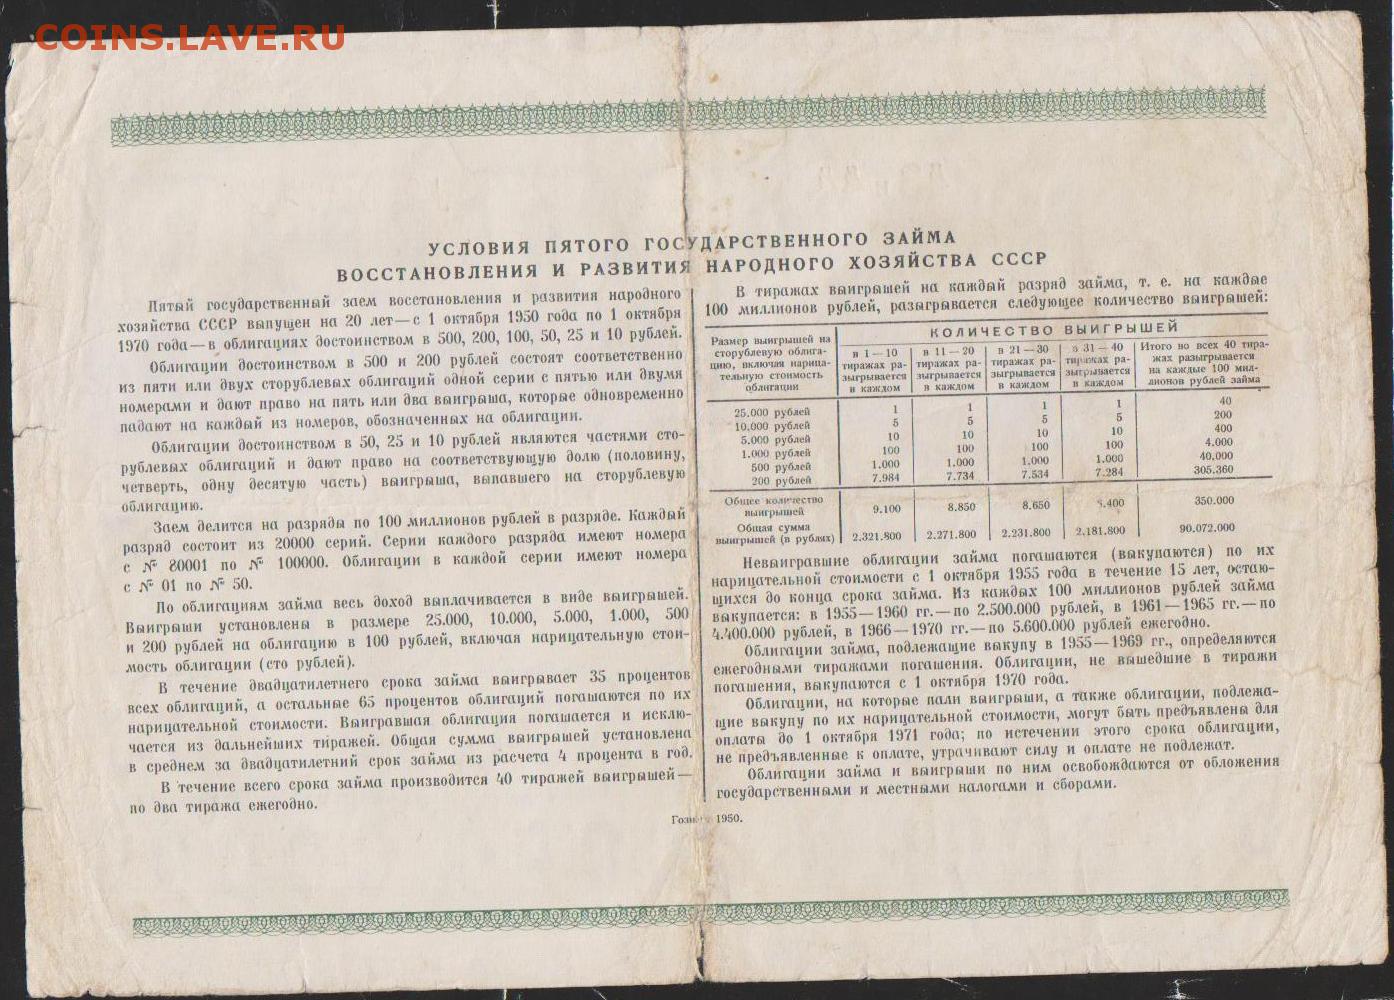 COINS.LAVE.RU
УСЛОВИЯ ПЯТОГО ГОСУДАРСТВЕННОГО ЗАЙМА
ВОССТАНОВЛЕНИЯ И РАЗВИТИЯ НАРОДНОГО ХОЗЯЙСТВА СССР
Пятый государственный заем восстановления и развития народного
хозяйства СССР выпущен на 20 лет—с 1 октября 1950 года по 1 октября
1970 года—в облигациях достоинством в 500, 200, 100, 50, 25 и 10 рублей.
Облигации достоинством в 500 и 200 рублей состоят соответственно
из пяти или двух сторублевых облигаций одной серии с пятью или двумя
номерами и дают право на пять или два выигрыша, которые одновременно
падают на каждый из номеров, обозначенных на облигации.
Облигации достоинством в 50, 25 и 10 рублей являются частями сто-
рублевых облигаций и дают право на соответствующую долю (половину,
четверть, одну десятую часть) выигрыша, выпавшего на сторублевую
облигацию.
Заем делится на разряды по 100 миллионов рублей в разряде. Каждый
разряд состоит из 20000 серий. Серии каждого разряда имеют номера
с № 80001 по № 100000. Облигации в каждой серии имеют номера
с № 01 по № 50.
По облигациям займа весь доход выплачивается в виде выигрышей.
Выигрыши установлены в размере 25.000, 10.000, 5.000, 1.000, 500
и 200 рублей на облигацию в 100 рублей, включая нарицательную стои-
мость облигации (сто рублей).
В течение двадцатилетнего срока займа выигрывает 35 процентов
всех облигаций, а остальные 65 процентов облигаций погашаются по их
нарицательной стоимости. Выигравшая облигация погашается и исклю-
чается из дальнейших тиражей. Общая сумма выигрышей установлена
в среднем за двадцатилетний срок займа из расчета 4 процента в год.
В течение всего срока займа производится 40 тиражей выигрышей—
по два тиража ежегодно.
В тиражах выигрышей на каждый разряд займа, т. е. на каждые
100 миллионов рублей, разыгрывается следующее количество выигрышей:
Размер выигрышей на
сторублевую облига-
цию, включая нарица-
тельную стоимость
облигации
КОЛИЧЕСТВО ВЫИГРЫШЕЙ
в 1—10
тиражах ра-
зыгрывается
в каждом
в 11—20
тиражах ра-
зыгрывается
в каждом
в 21—30
тиражах ра-
зыгрывается
в каждом
в 31—40
тиражах ра-
зыгрывается
в каждом
Итого во всех 40 тира-
жах разыгрывается
на каждые 100 мил-
лионов рублей займа
25.000 рублей 1 1 1 1 40
10.000 рублей 5 5 5 5 200
5.000 рублей 10 10 10 10 400
1.000 рублей 100 100 100 100 4.000
500 рублей 1.000 1.000 1.000 1.000 40.000
200 рублей 7.984 7.734 7.534 7.284 305.360
Общее количество
выигрышей 9.100 8.850 8.650 8.400 350.000
Общая сумма
выигрышей (в рублях) 2.321.800 2.271.800 2.231.800 2.181.800 90.072.000
Невыигравшие облигации займа погашаются (выкупаются) по их
нарицательной стоимости с 1 октября 1955 года в течение 15 лет, остаю-
щихся до конца срока займа. Из каждых 100 миллионов рублей займа
выкупается: в 1955—1960 гг.—по 2.500.000 рублей, в 1961—1965 гг.—по
4.400.000 рублей, в 1966—1970 гг.—по 5.600.000 рублей ежегодно.
Облигации займа, подлежащие выкупу в 1955—1969 гг., определяются
ежегодными тиражами погашения. Облигации, не вышедшие в тиражи
погашения, выкупаются с 1 октября 1970 года.
Облигации, на которые пали выигрыши, а также облигации, подлежа-
щие выкупу по их нарицательной стоимости, могут быть предъявлены для
оплаты до 1 октября 1971 года; по истечении этого срока облигации,
не предъявленные к оплате, утрачивают силу и оплате не подлежат.
Облигации займа и выигрыши по ним освобождаются от обложения
государственными и местными налогами и сборами.
Гознак 1950.